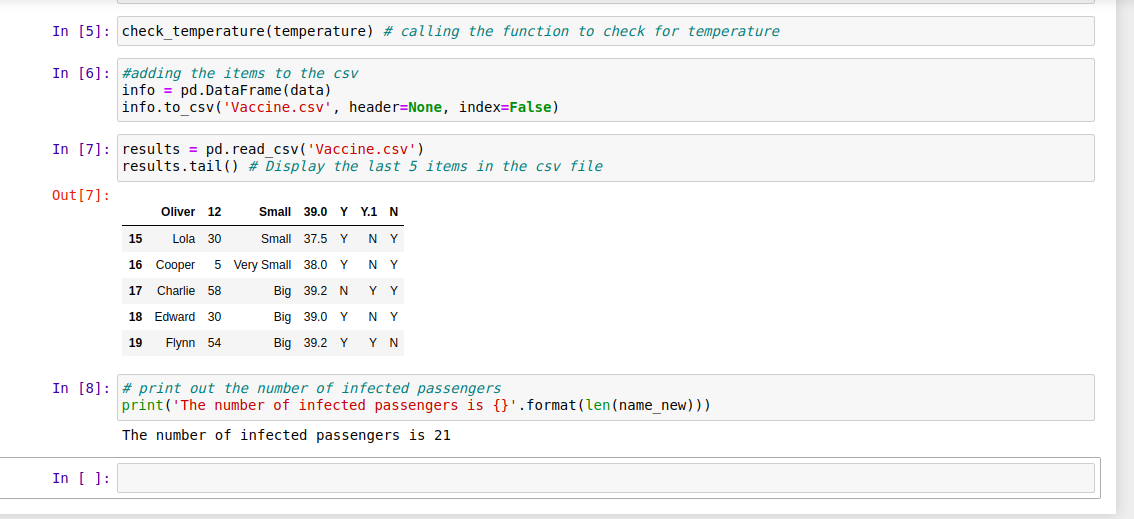 In [5]: check_temperature(temperature) # calling the function to check for temperature
In [6]: #adding the items to the csv
info = pd.DataFrame(data)
info.to_csv('Vaccine.csv', header=None, index=False)
In [7]: results = pd.read_csv('Vaccine.csv')
results.tail() # Display the last 5 items in the csv file
Out[7]:
Oliver 12 Small 39.0 Y Y.1 N
15 Lola 30 Small 37.5 Y N Y
16 Cooper 5 Very Small 38.0 Y N Y
17 Charlie 58 Big 39.2 N Y Y
18 Edward 30 Big 39.0 Y N Y
19 Flynn 54 Big 39.2 Y Y N
In [8]: # print out the number of infected passengers
print('The number of infected passengers is {}'.format(len(name_new)))
The number of infected passengers is 21
In [ ]: